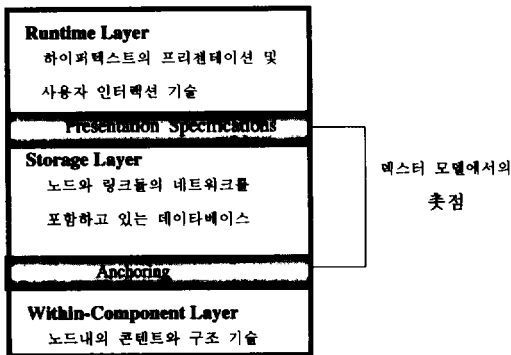 Runtime Layer
하이퍼텍스트의 프리젠테이션 및
사용자 인터랙션 기술
Presentation Specifications
Storage Layer
노드와 링크들의 네트워크를
포함하고 있는 데이타베이스
Anchoring
Within-Component Layer
노드내의 콘텐트와 구조 기술
덱스터 모델에서의
촛점